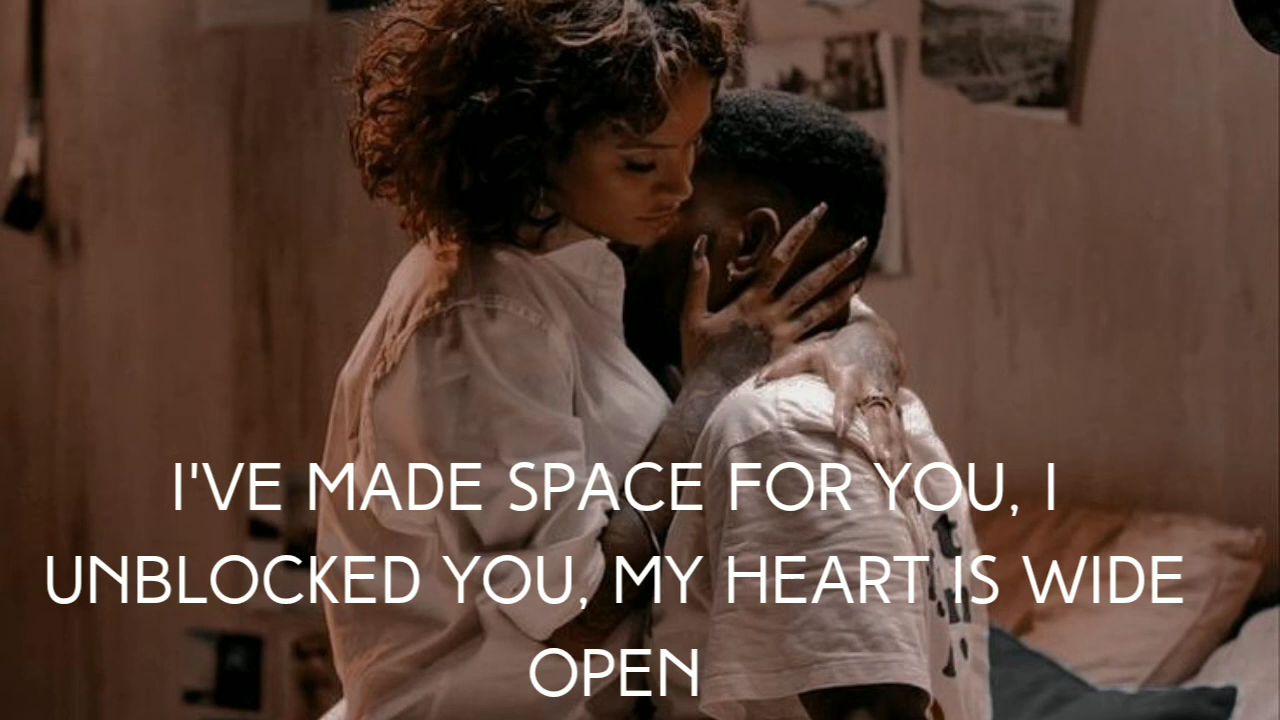 I'VE MADE SPACE FOR YOU, I
UNBLOCKED YOU, MY HEART IS WIDE
OPEN